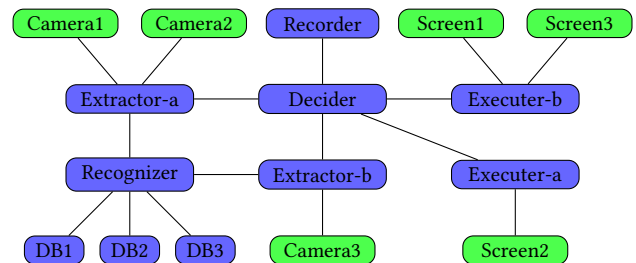 Camera1 Camera2 Recorder Screen1 Screen3
Extractor-a Decider Executer-b
Recognizer Extractor-b Executer-a
DB1 DB2 DB3 Camera3 Screen2